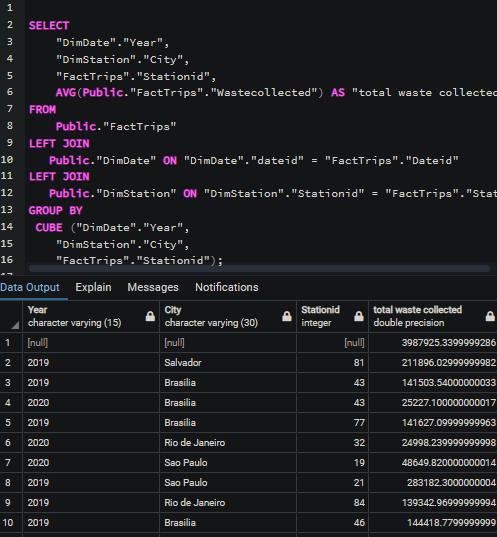 1
2 SELECT
3 "DimDate"."Year",
4 "DimStation"."City",
5 "FactTrips"."Stationid",
6 AVG(Public."FactTrips"."Wastecollected") AS "total waste collected
7 FROM
8 Public."FactTrips"
9 LEFT JOIN
10 Public."DimDate" ON "DimDate"."dateid" = "FactTrips"."Dateid"
11 LEFT JOIN
12 Public."DimStation" ON "DimStation"."Stationid" = "FactTrips"."Stat
13 GROUP BY
14 CUBE ("DimDate"."Year",
15 "DimStation"."City",
16 "FactTrips"."Stationid");
Data Output Explain Messages Notifications
Year City Stationid total waste collected
character varying (15) character varying (30) integer double precision
1 [null] [null] [null] 3987925.3399999286
2 2019 Salvador 81 211896.02999999982
3 2019 Brasilia 43 141503.54000000033
4 2020 Brasilia 43 25227.100000000017
5 2019 Brasilia 77 141627.09999999963
6 2020 Rio de Janeiro 32 24998.239999999998
7 2020 Sao Paulo 19 48649.820000000014
8 2019 Sao Paulo 21 283182.3000000004
9 2019 Rio de Janeiro 84 139342.96999999994
10 2019 Brasilia 46 144418.7799999999